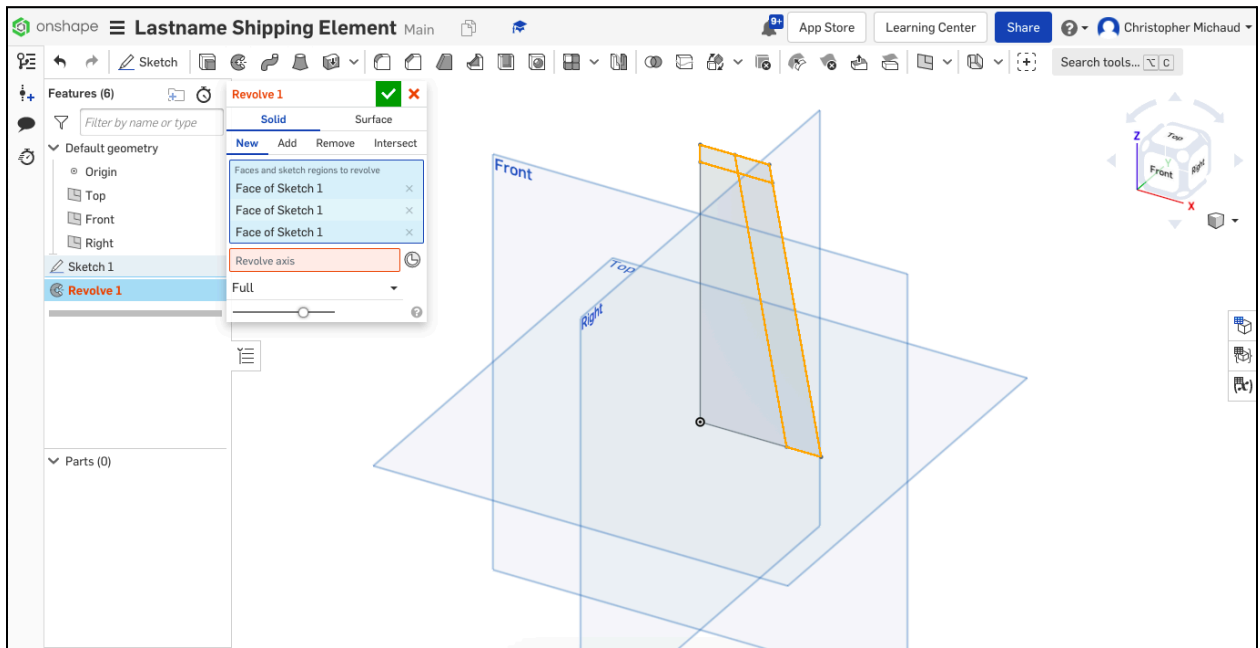 onshape Lastname Shipping Element Main 9+ App Store Learning Center Share ? Christopher Michaud
Sketch Search tools... ⌥ C
Features (6)
Filter by name or type
Default geometry
Origin
Top
Front
Right
Sketch 1
Revolve 1
Parts (0)
Revolve 1
Solid Surface
New Add Remove Intersect
Faces and sketch regions to revolve
Face of Sketch 1
Face of Sketch 1
Face of Sketch 1
Revolve axis
Full
Front
Top
Right
Z
Top
Y
Front
Right
X
(x)